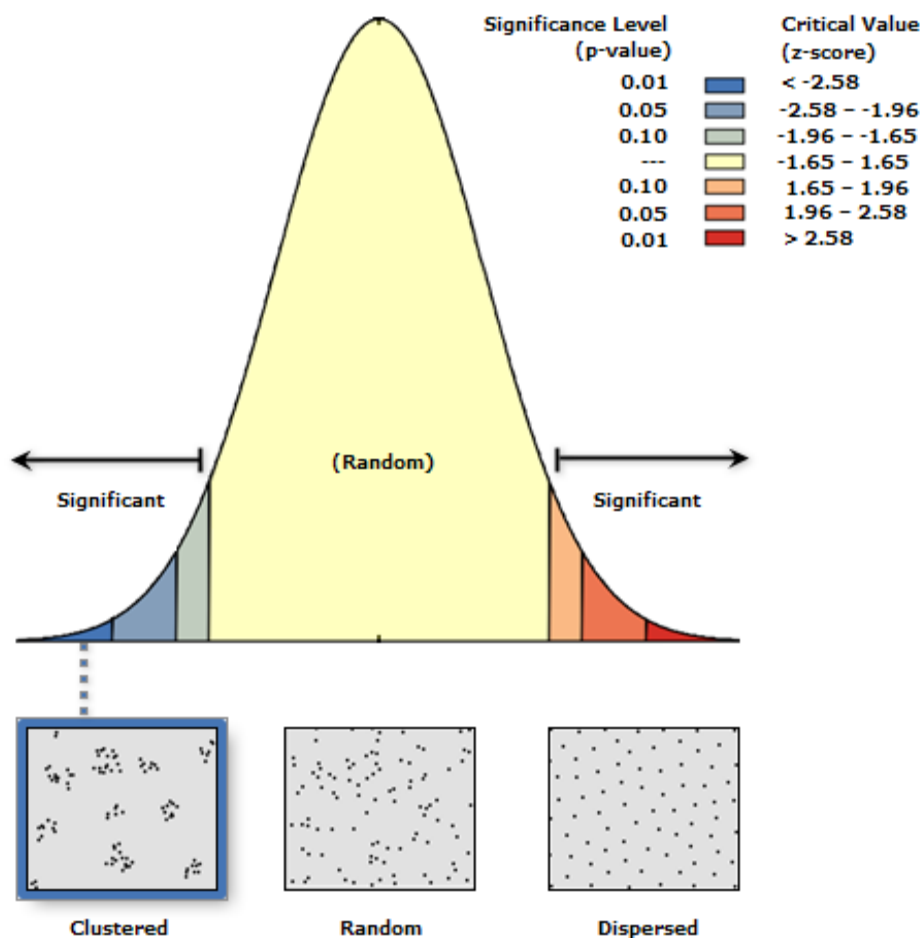 Significance Level Critical Value
(p-value) (z-score)
0.01 < -2.58
0.05 -2.58 – -1.96
0.10 -1.96 – -1.65
--- -1.65 – 1.65
0.10 1.65 – 1.96
0.05 1.96 – 2.58
0.01 > 2.58
(Random)
Significant Significant
Clustered Random Dispersed